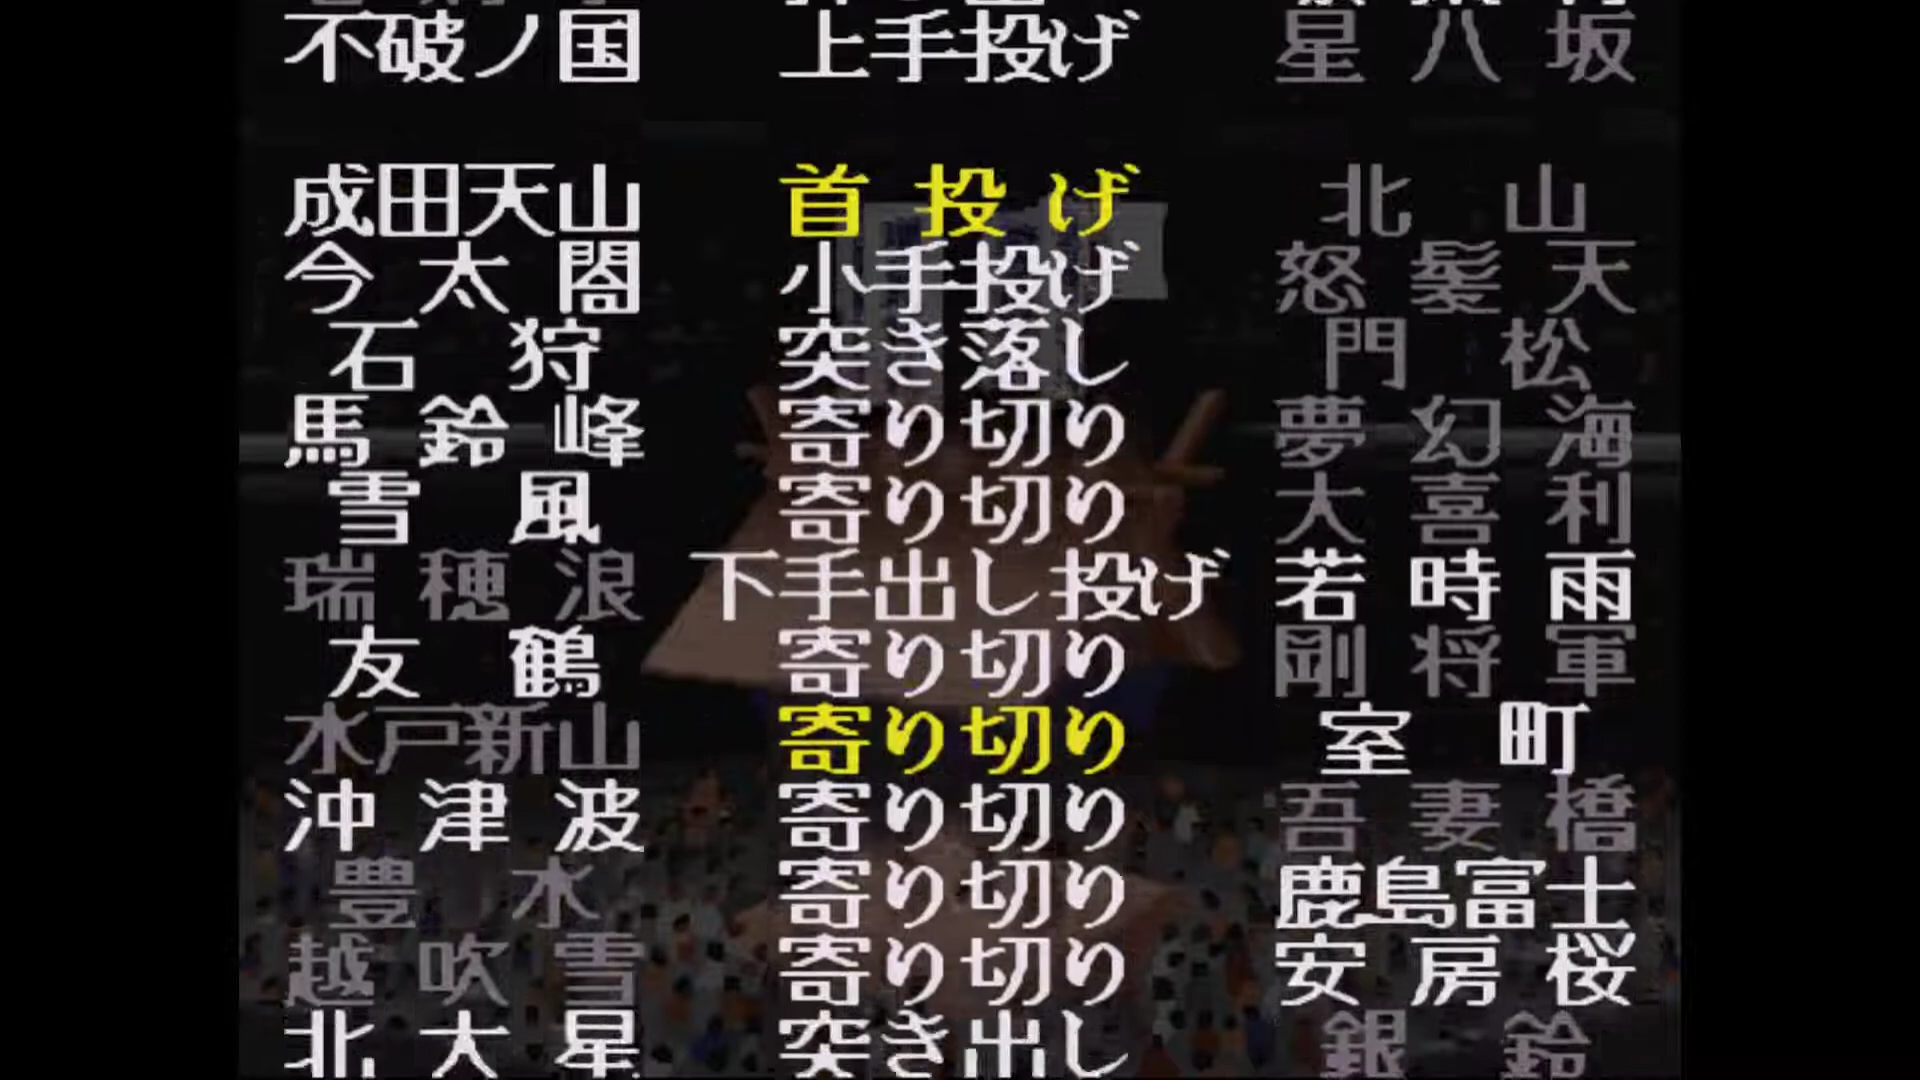 不破ノ国 上手投げ 星八坂
成田天山 首投げ 北山
今太閤 小手投げ 怒髪天
石狩 突き落し 門松
馬鈴峰 寄り切り 夢幻海
雪風 寄り切り 大喜利
瑞穂浪 下手出し投げ 若時雨
友鶴 寄り切り 剛将軍
水戸新山 寄り切り 室町
沖津波 寄り切り 吾妻橋
豊水 寄り切り 鹿島富士
越吹雪 寄り切り 安房桜
北大星 突き出し 銀鈴